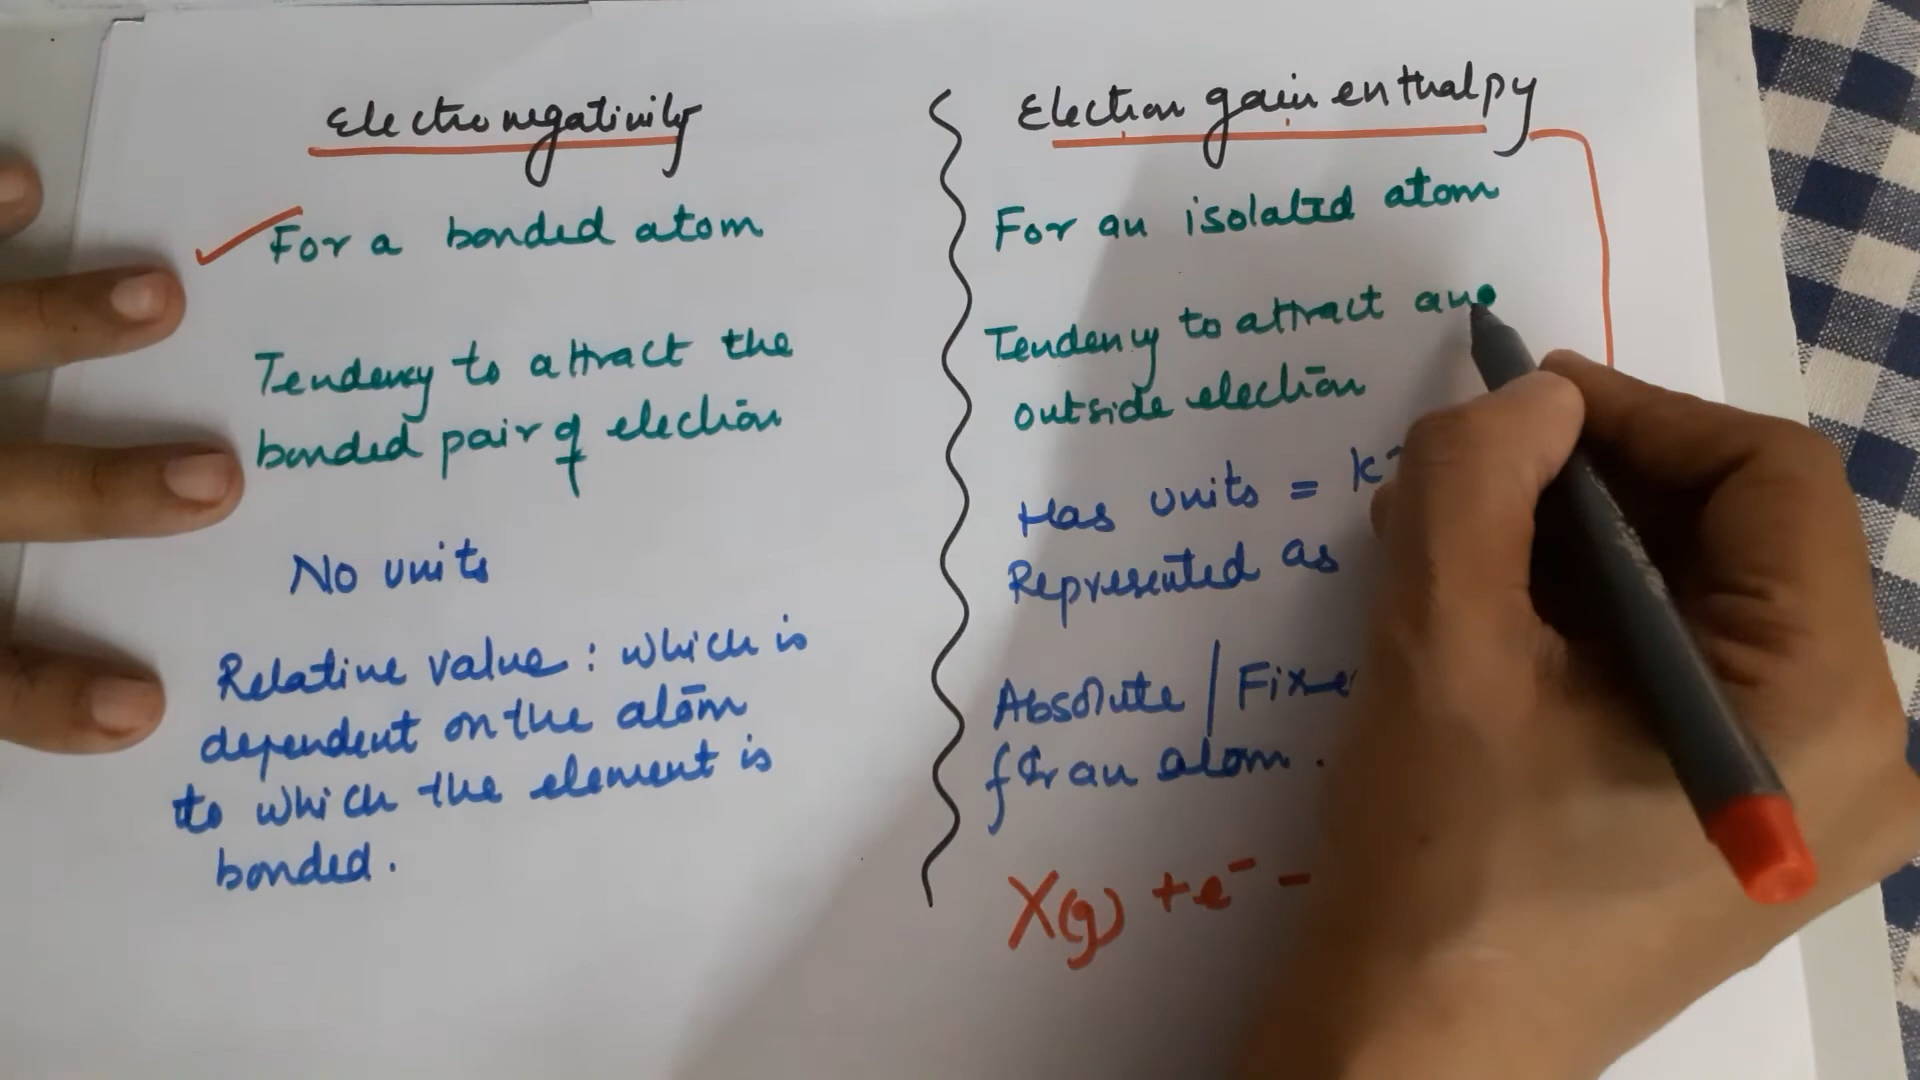 Electronegativity
For a bonded atom
Tendency to attract the
bonded pair of electron
No units
Relative value : which is
dependent on the atom
to which the element is
bonded.
Electron gain enthalpy
For an isolated atom
Tendency to attract an
outside electron
Has units =
Represented as
Absolute / Fixe
for an atom.
X(g) + e⁻ -